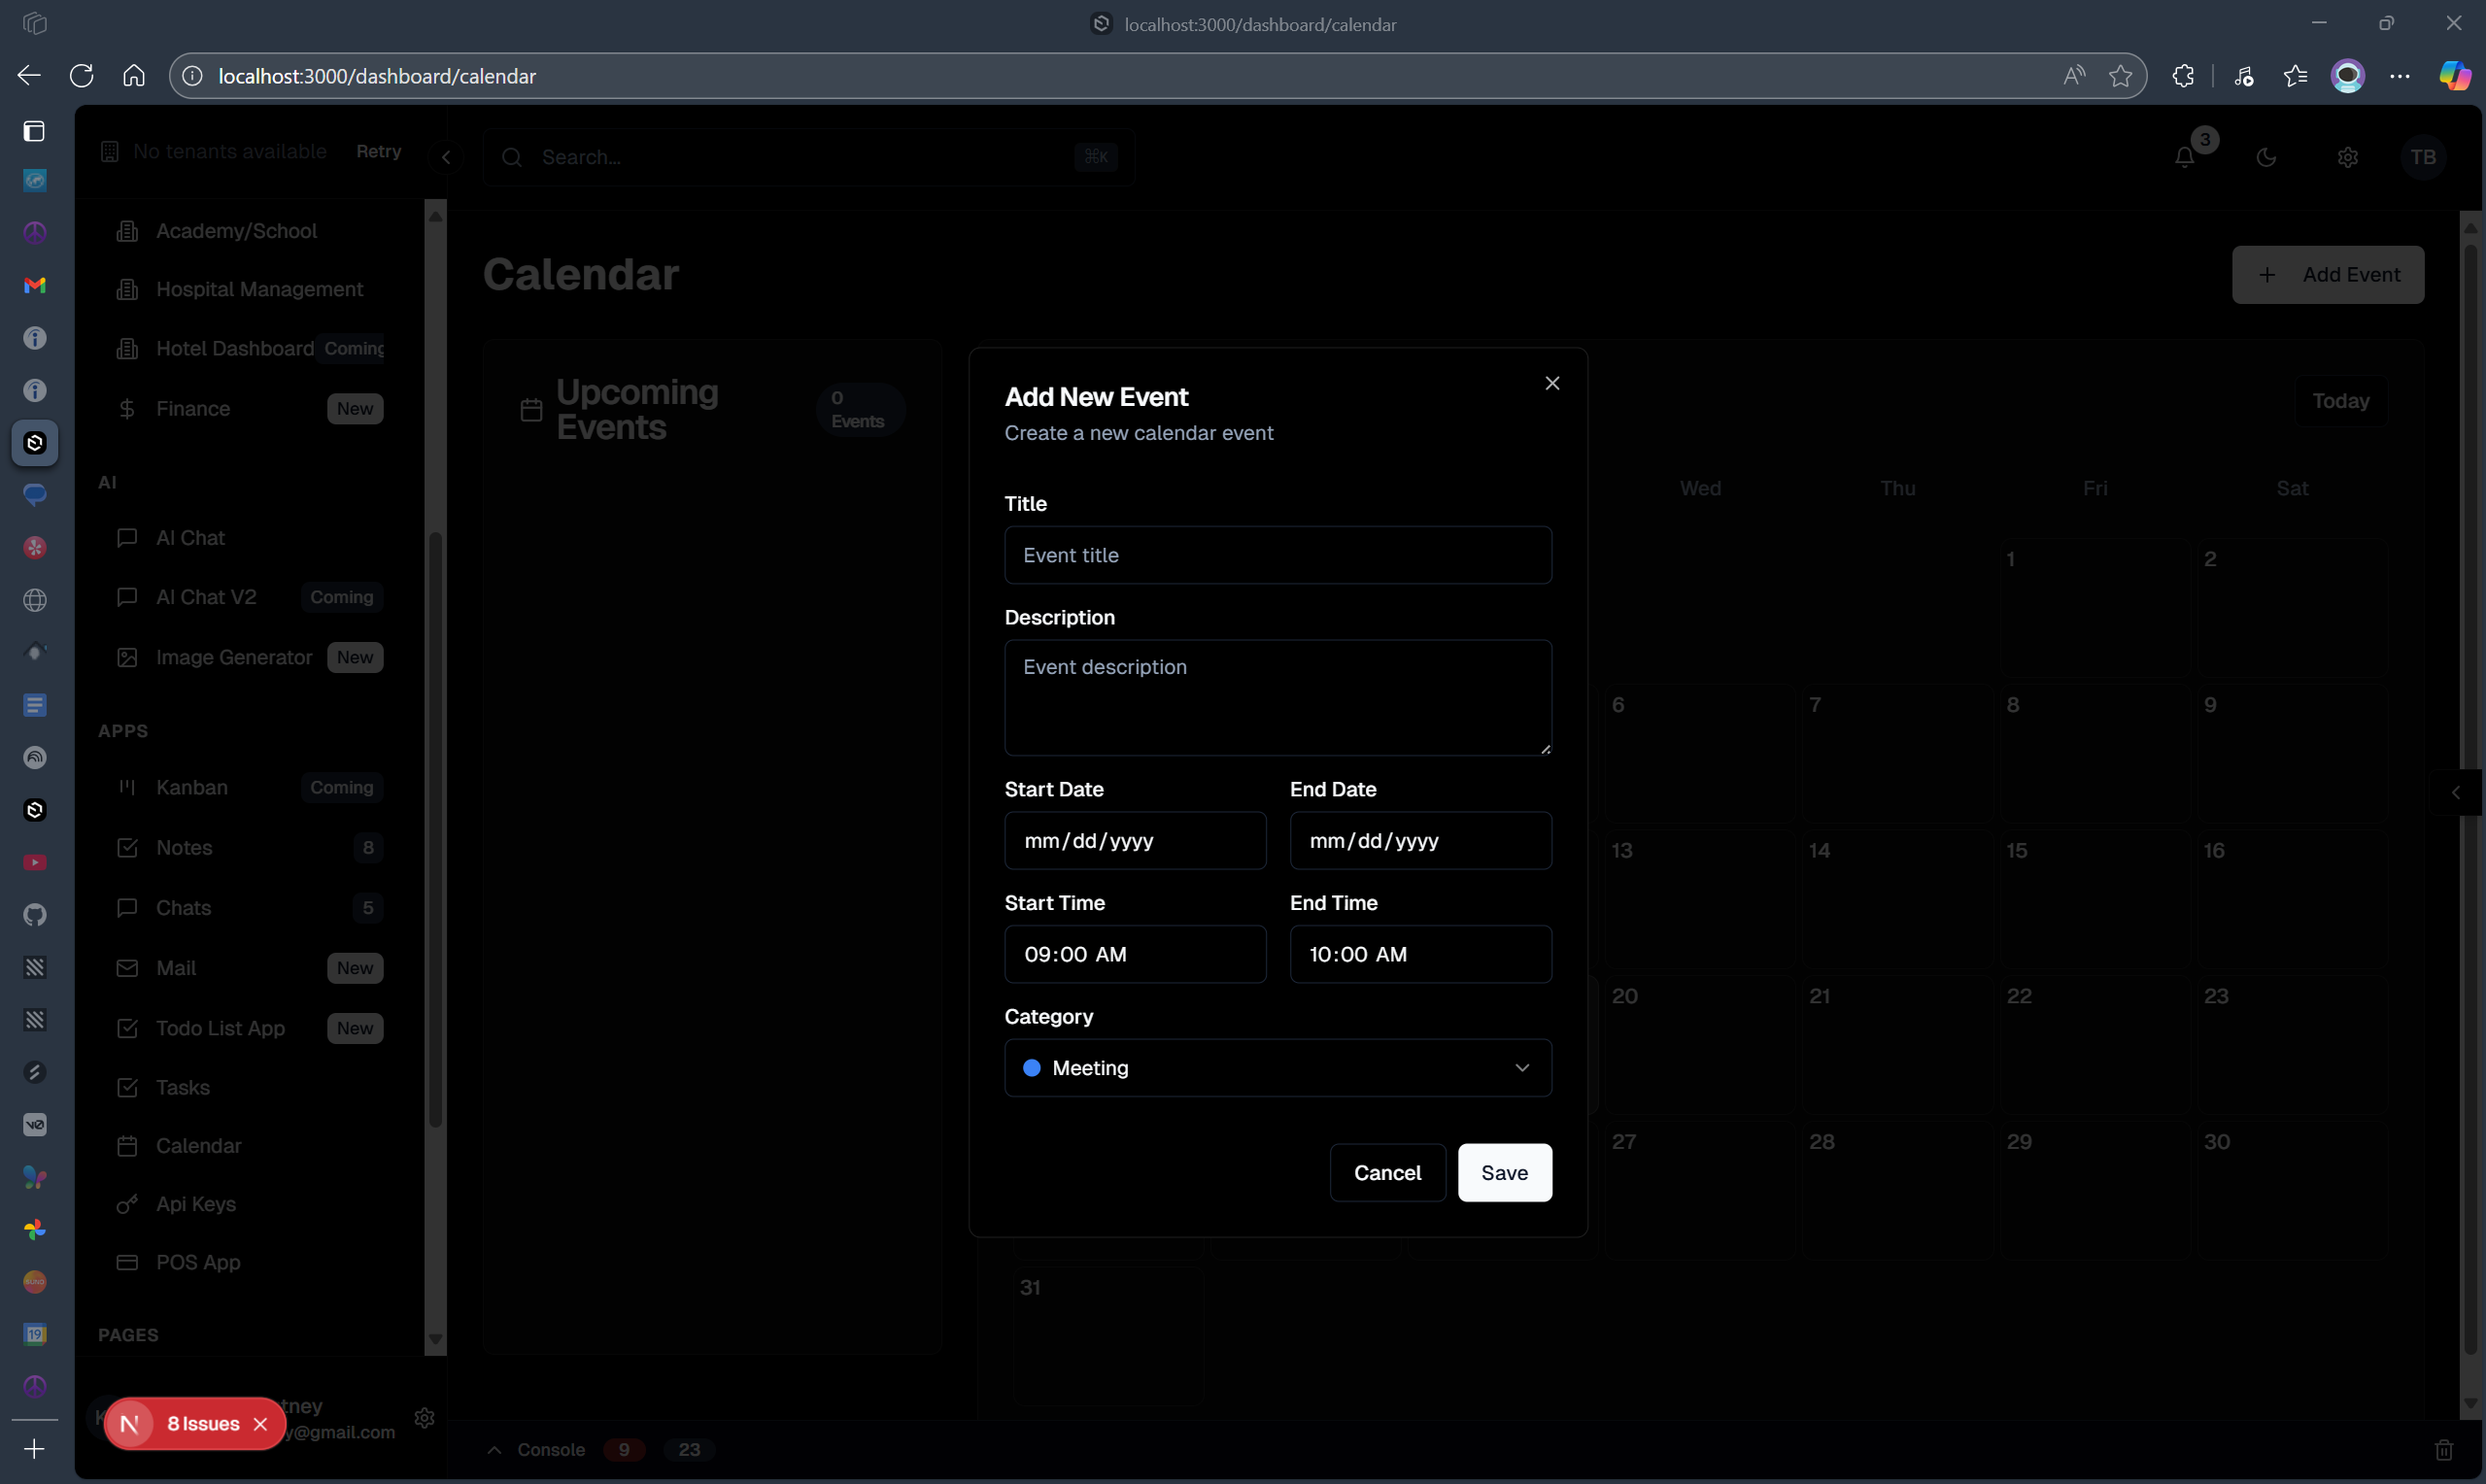 localhost:3000/dashboard/calendar
localhost:3000/dashboard/calendar
No tenants available
Retry
Search...
⌘K
3
TB
Academy/School
Hospital Management
Hotel Dashboard
Coming
Finance
New
AI
AI Chat
AI Chat V2
Coming
Image Generator
New
APPS
Kanban
Coming
Notes
8
Chats
5
Mail
New
Todo List App
New
Tasks
Calendar
Api Keys
POS App
PAGES
tney
y@gmail.com
N
8 Issues
Calendar
Add Event
Upcoming
Events
0
Events
Today
Wed
Thu
Fri
Sat
1
2
6
7
8
9
13
14
15
16
20
21
22
23
27
28
29
30
31
Add New Event
Create a new calendar event
Title
Event title
Description
Event description
Start Date
End Date
mm/dd/yyyy
mm/dd/yyyy
Start Time
End Time
09:00 AM
10:00 AM
Category
Meeting
Cancel
Save
Console
9
23
v0
19